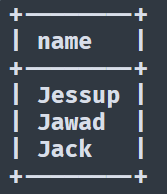 +--------+
| name   |
+--------+
| Jessup |
| Jawad  |
| Jack   |
+--------+